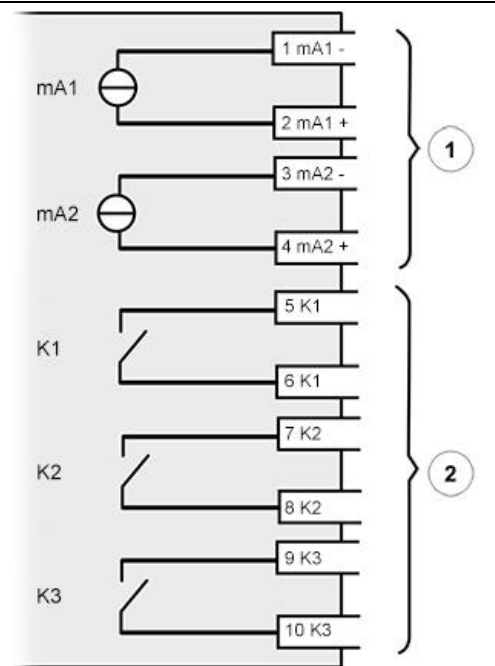 1 mA1 -
mA1
2 mA1 +
1
3 mA2 -
mA2
4 mA2 +
5 K1
K1
6 K1
7 K2
K2
2
8 K2
9 K3
K3
10 K3